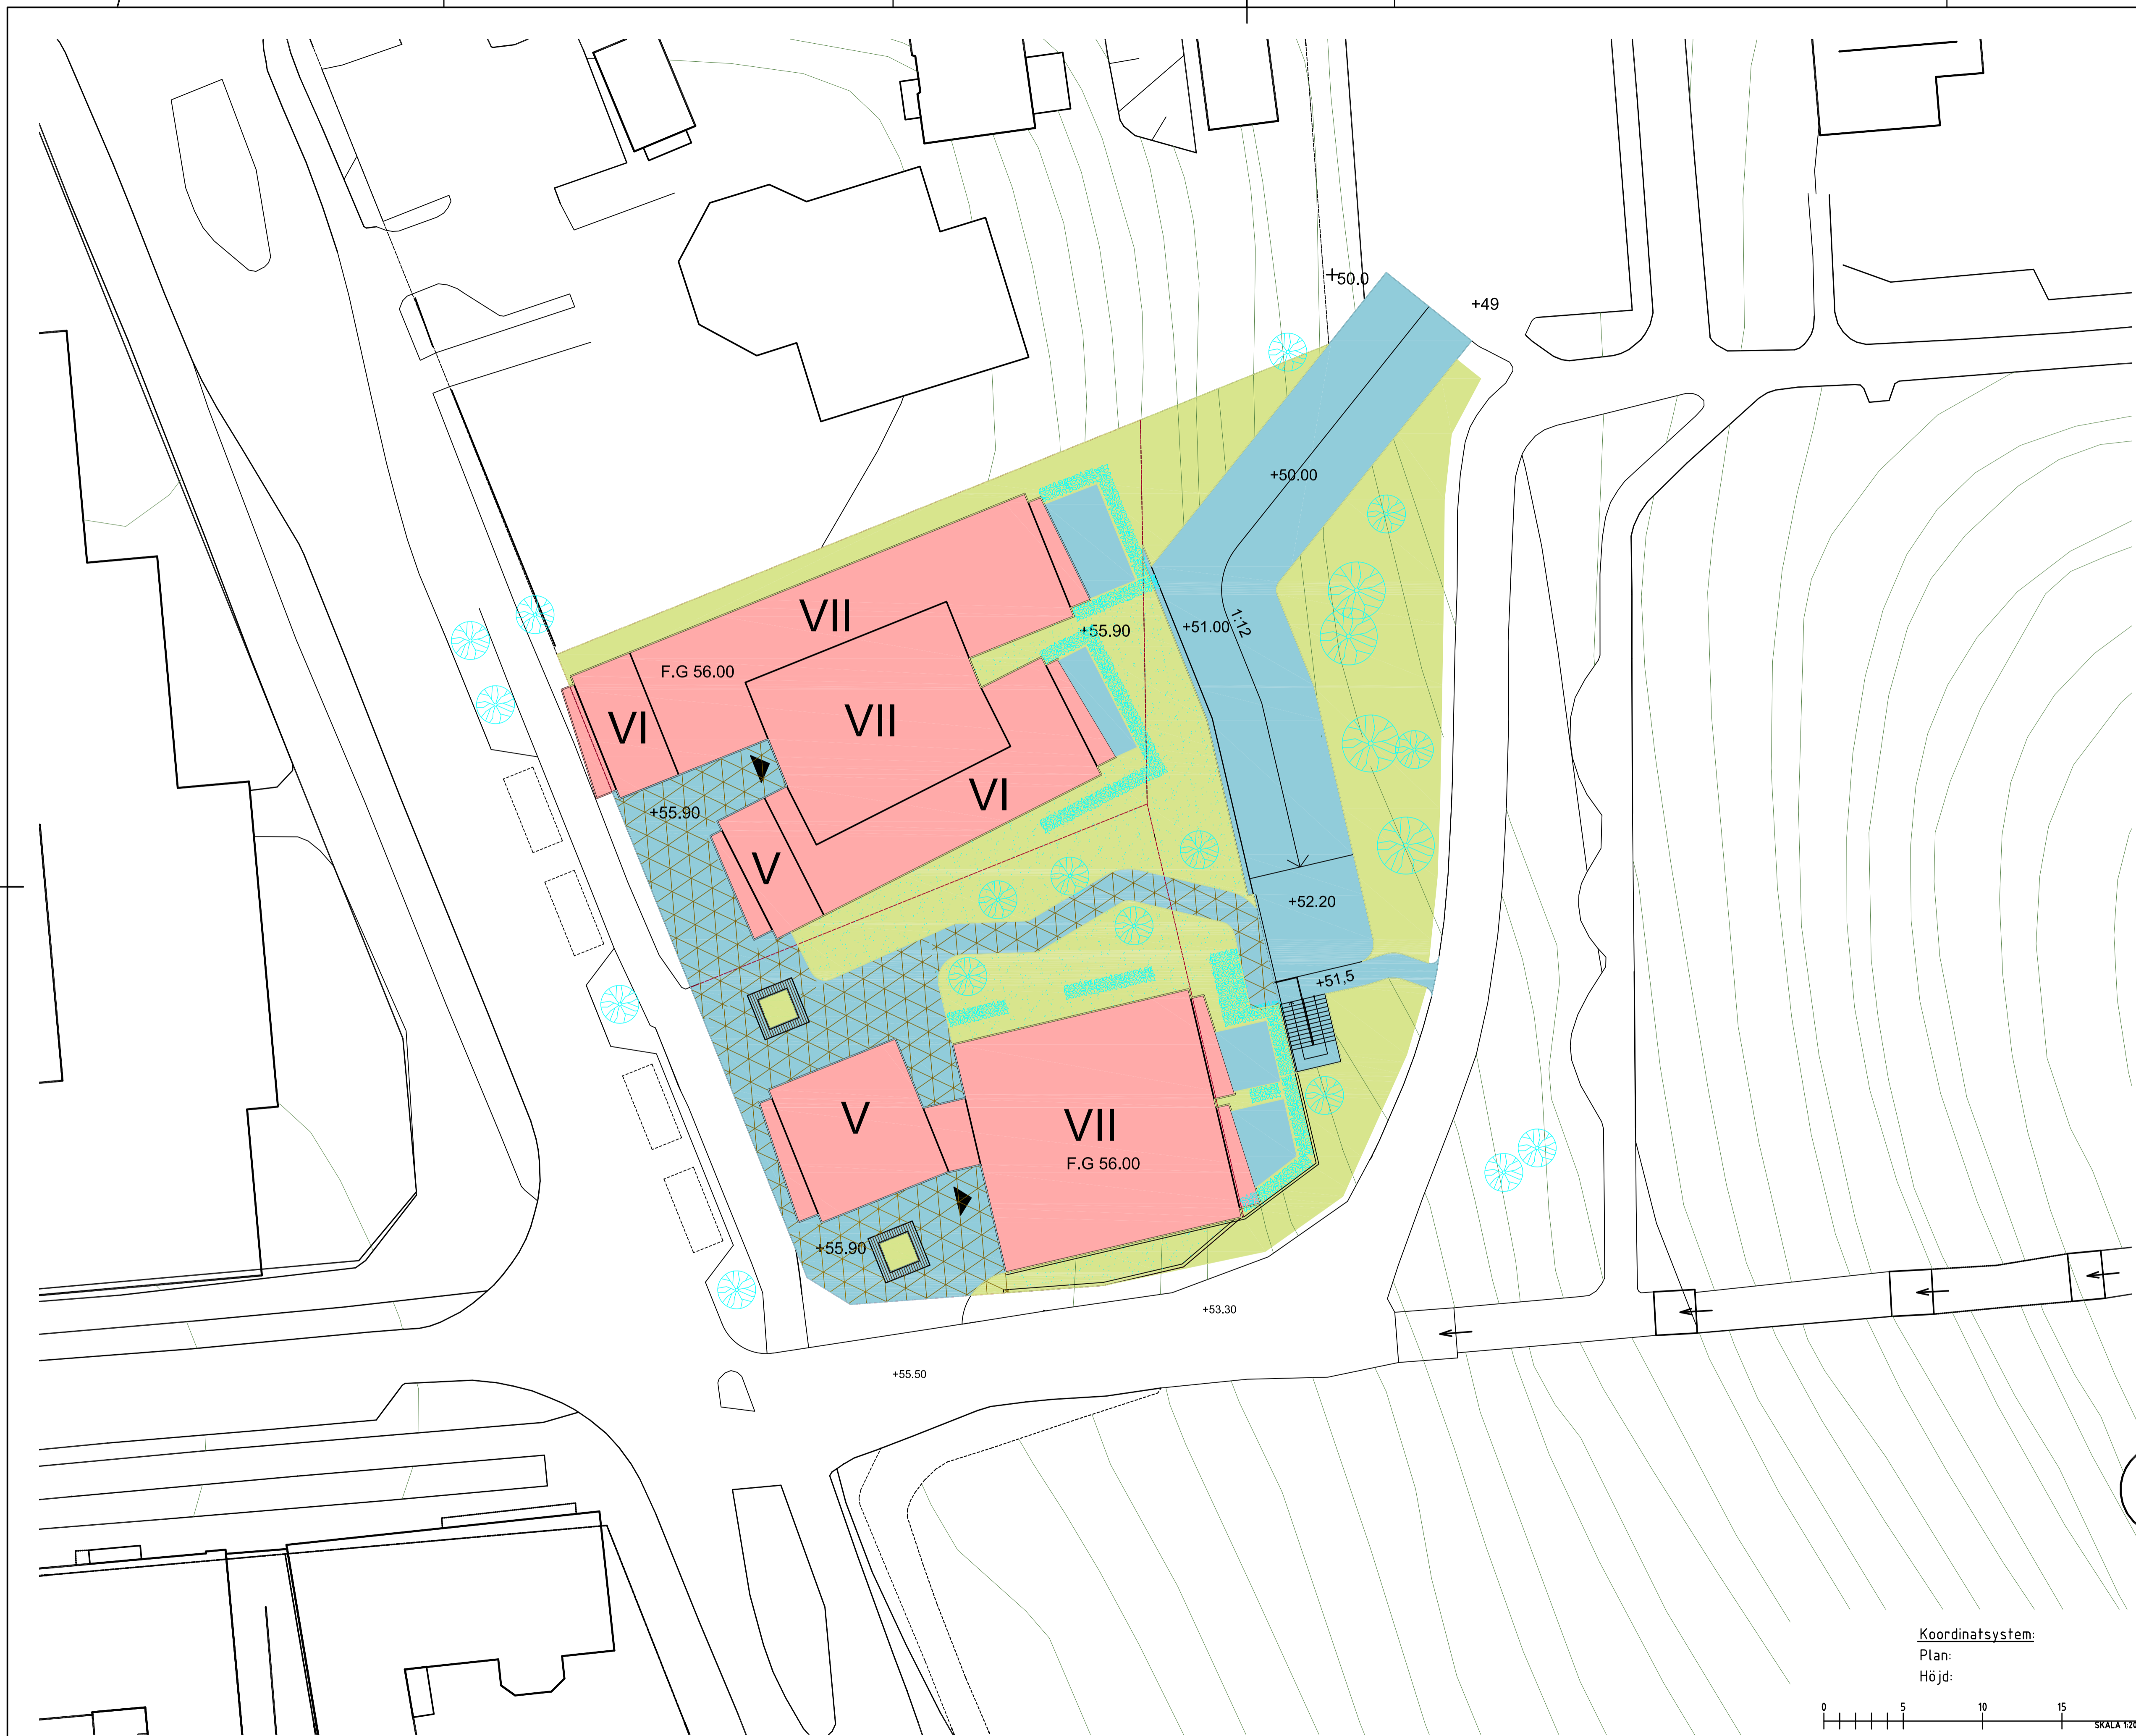 +50.0
+49
+50.00
VII
+55.90
+51.00
1:12
F.G 56.00
VI
VII
VI
+55.90
V
+52.20
+51,5
V
VII
F.G 56.00
+55.90
+53.30
+55.50
Koordinatsystem:
Plan:
Höjd:
0 5 10 15
SKALA